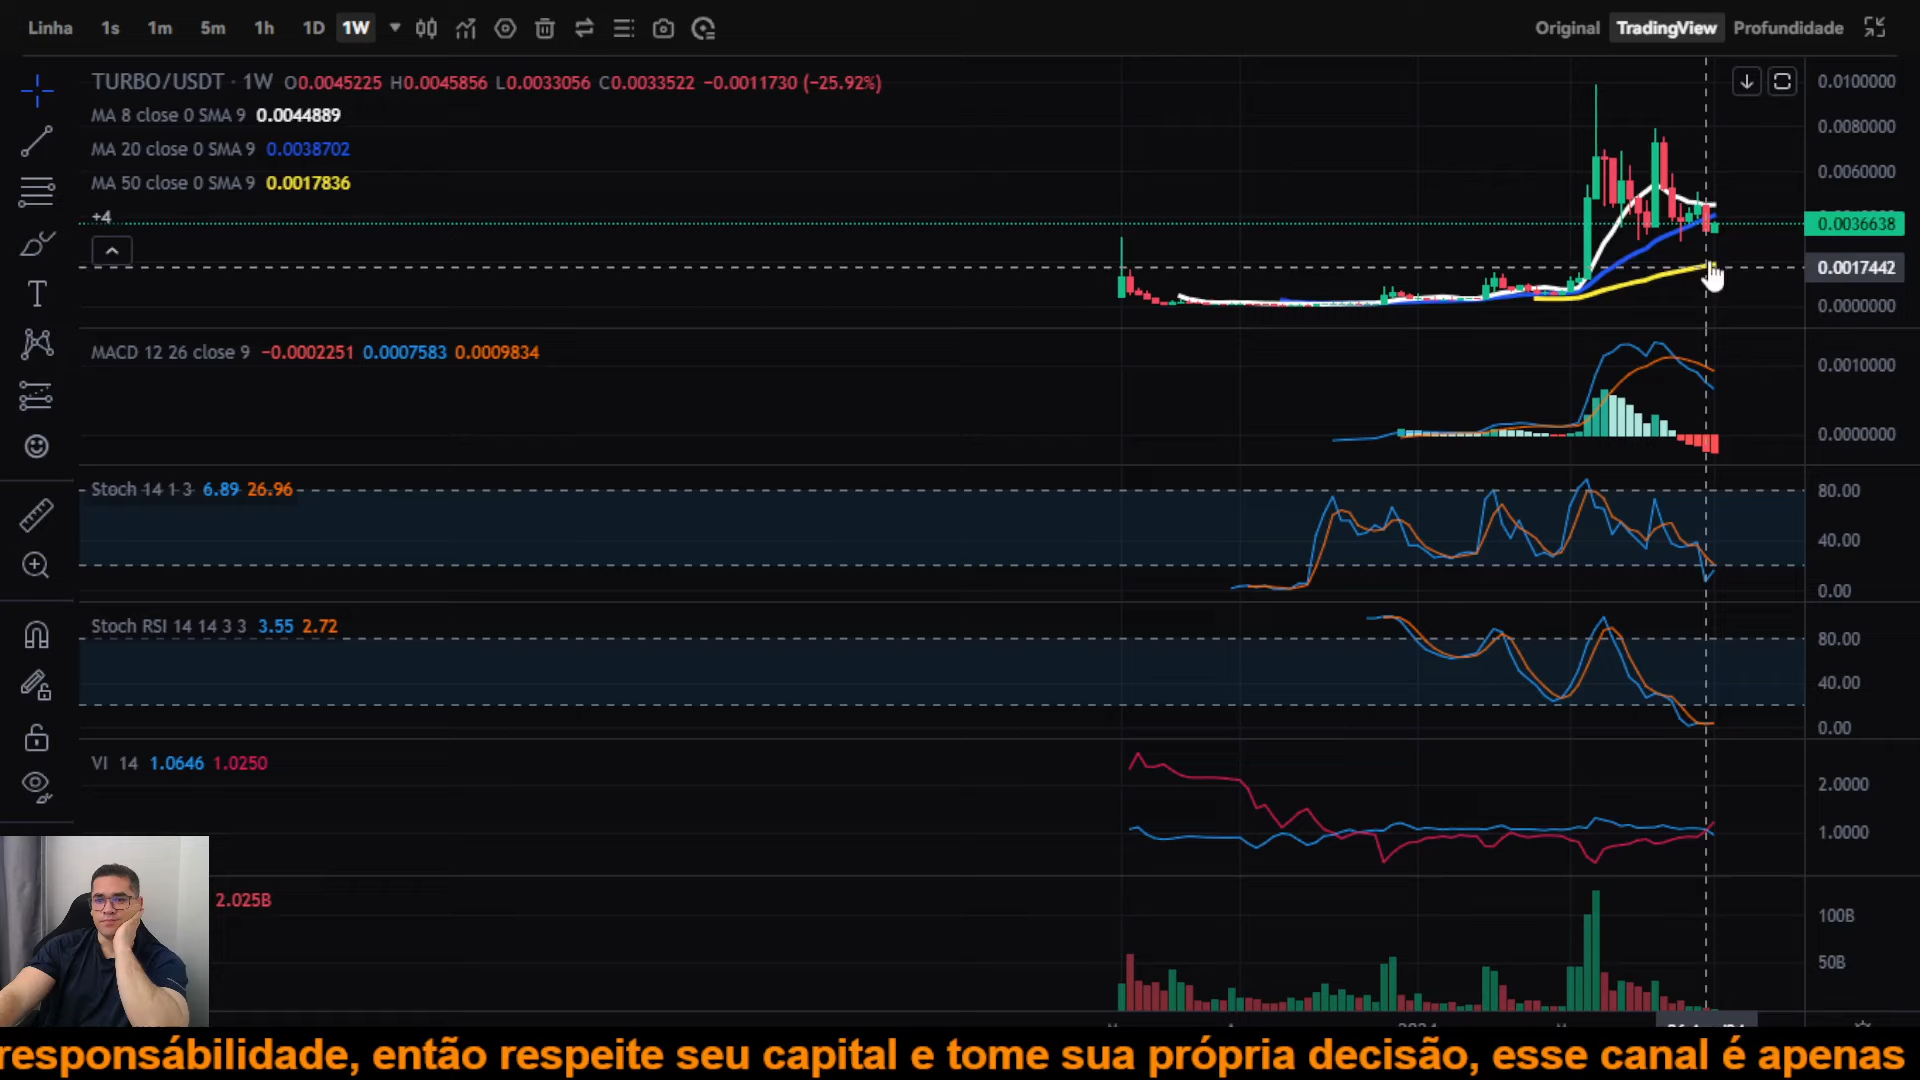 Linha 1s 1m 5m 1h 1D 1W Original TradingView Profundidade
TURBO/USDT · 1W O0.0045225 H0.0045856 L0.0033056 C0.0033522 −0.0011730 (−25.92%)
MA 8 close 0 SMA 9 0.0044889
MA 20 close 0 SMA 9 0.0038702
MA 50 close 0 SMA 9 0.0017836
+4
0.0100000
0.0080000
0.0060000
0.0036638
0.0017442
0.0000000
MACD 12 26 close 9 −0.0002251 0.0007583 0.0009834
0.0010000
0.0000000
Stoch 14 1 3 6.89 26.96
80.00
40.00
0.00
Stoch RSI 14 14 3 3 3.55 2.72
80.00
40.00
0.00
VI 14 1.0646 1.0250
2.0000
1.0000
2.025B
100B
50B
responsábilidade, então respeite seu capital e tome sua própria decisão, esse canal é apenas